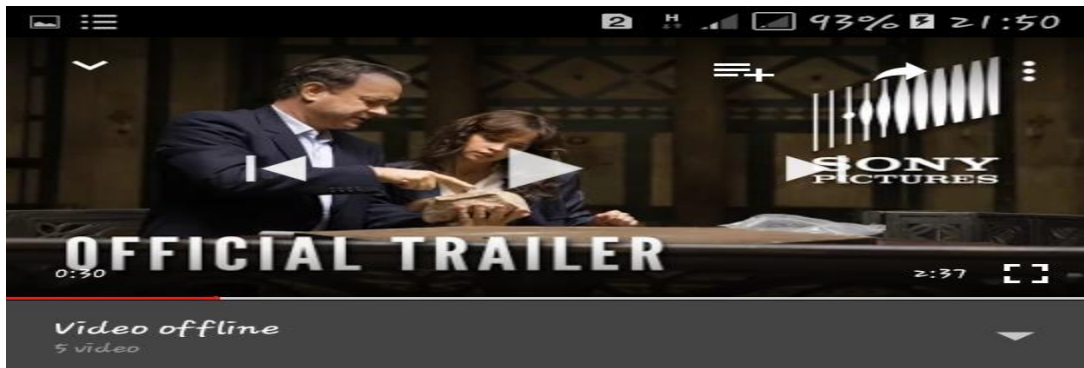 2 H 93% 21:50
SONY
PICTURES
OFFICIAL TRAILER
0:30 2:37
Video offline
5 video